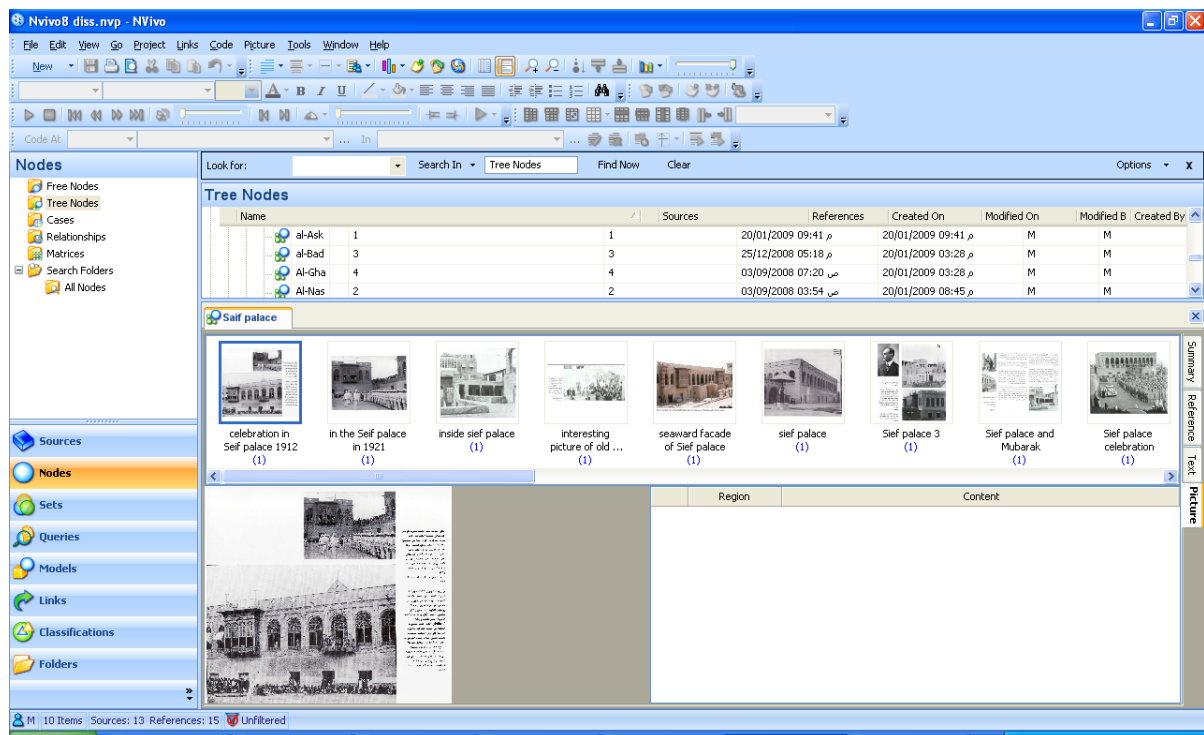 Nvivo8 diss.nvp - NVivo
File Edit View Go Project Links Code Picture Tools Window Help
New
B I U
Code At In
Nodes
Free Nodes
Tree Nodes
Cases
Relationships
Matrices
Search Folders
All Nodes
Sources
Nodes
Sets
Queries
Models
Links
Classifications
Folders
Look for: Search In Tree Nodes Find Now Clear Options x
Tree Nodes
Name Sources References Created On Modified On Modified B Created By
al-Ask 1 1 20/01/2009 09:41 م 20/01/2009 09:41 م M M
al-Bad 3 3 25/12/2008 05:18 م 20/01/2009 03:28 م M M
Al-Gha 4 4 03/09/2008 07:20 ص 20/01/2009 03:28 م M M
Al-Nas 2 2 03/09/2008 03:54 ص 20/01/2009 08:45 م M M
Saif palace
celebration in
Seif palace 1912
(1)
in the Seif palace
in 1921
(1)
inside sief palace
(1)
interesting
picture of old ...
(1)
seaward facade
of Sief palace
(1)
sief palace
(1)
Sief palace 3
(1)
Sief palace and
Mubarak
(1)
Sief palace
celebration
(1)
Summary
Reference
Text
Picture
Region Content
M 10 Items Sources: 13 References: 15 Unfiltered